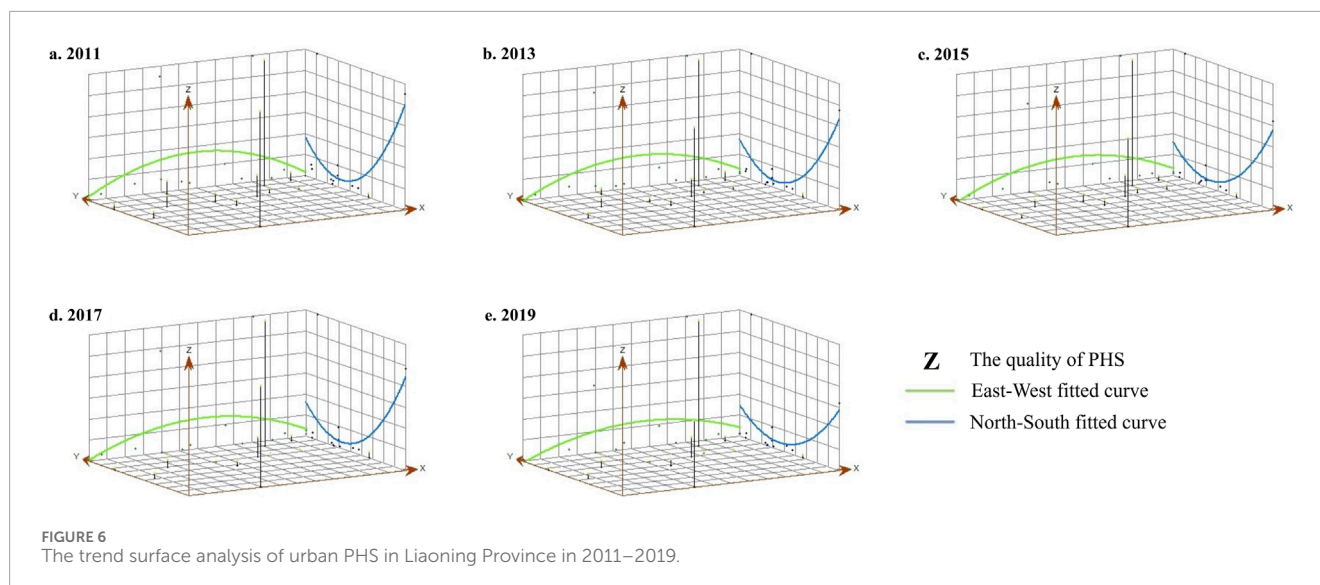 a. 2011
Z
Y
X
b. 2013
Z
Y
X
c. 2015
Z
Y
X
d. 2017
Z
Y
X
e. 2019
Z
Y
X
Z The quality of PHS
East-West fitted curve
North-South fitted curve
FIGURE 6
The trend surface analysis of urban PHS in Liaoning Province in 2011–2019.